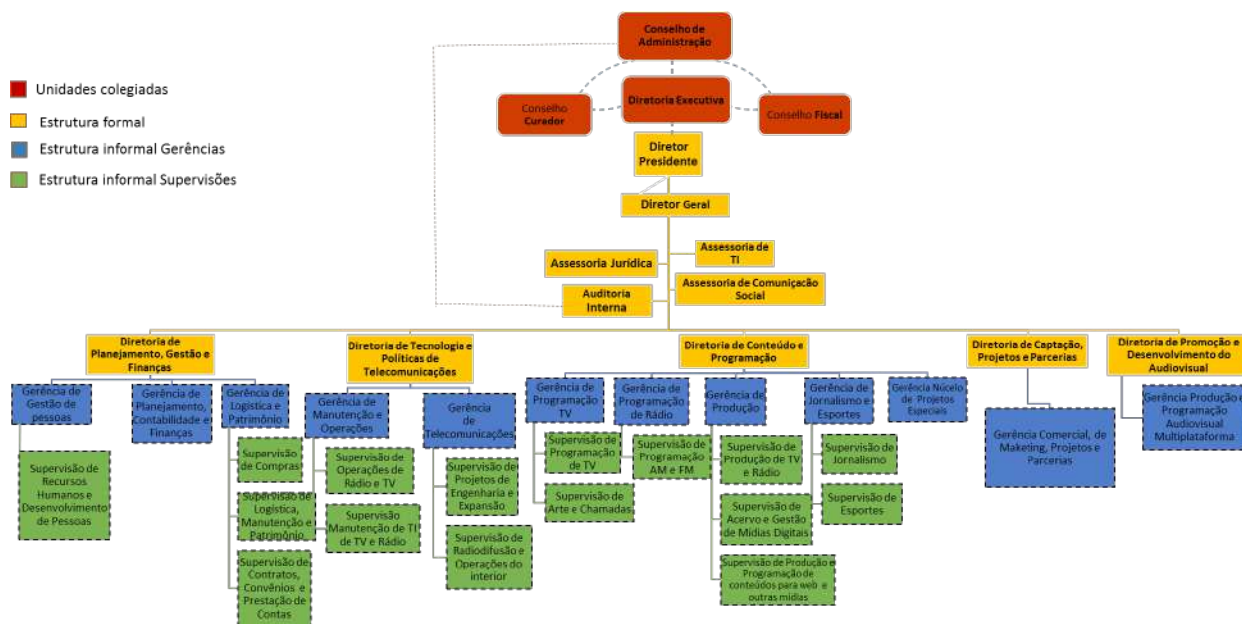 Conselho de
Administração
Unidades colegiadas
Estrutura formal
Estrutura informal Gerências
Estrutura informal Supervisões
Conselho
Curador
Diretoria Executiva
Conselho Fiscal
Diretor
Presidente
Diretor Geral
Assessoria Jurídica
Assessoria de
TI
Auditoria
Interna
Assessoria de Comunicacão
Social
Diretoria de
Planejamento, Gestão e
Finanças
Diretoria de Tecnologia e
Políticas de
Telecomunicações
Diretoria de Conteúdo e
Programação
Diretoria de Captação,
Projetos e Parcerias
Diretoria de Promoção e
Desenvolvimento do
Audiovisual
Gerência de
Gestão de
pessoas
Gerência de
Planejamento,
Contabilidade e
Finanças
Gerência de
Logística e
Patrimônio
Gerência de
Manutenção e
Operações
Gerência
de
Telecomunicações
Gerência de
Programação
TV
Gerência de
Programação
de Rádio
Gerência
de Produção
Gerência de
Jornalismo e
Esportes
Gerência Núcelo
de Projetos
Especiais
Gerência Comercial, de
Maketing, Projetos e
Parcerias
Gerência Produção e
Programação
Audiovisual
Multiplataforma
Supervisão de
Recursos
Humanos e
Desenvolvimento
de Pessoas
Supervisão
de Compras
Supervisão de
Logística,
Manutenção e
Patrimônio
Supervisão de
Contratos,
Convênios e
Prestação de
Contas
Supervisão de
Operações de
Rádio e TV
Supervisão
Manutenção de TI
de TV e Rádio
Supervisão de
Projetos de
Engenharia e
Expansão
Supervisão de
Radiodifusão e
Operações do
interior
Supervisão de
Programação
de TV
Supervisão de
Arte e Chamadas
Supervisão de
Programação
AM e FM
Supervisão de
Produção de TV
e Rádio
Supervisão de
Acervo e Gestão
de Mídias Digitais
Supervisão de Produção e
Programação de
conteúdos para web e
outras mídias
Supervisão de
Jornalismo
Supervisão de
Esportes